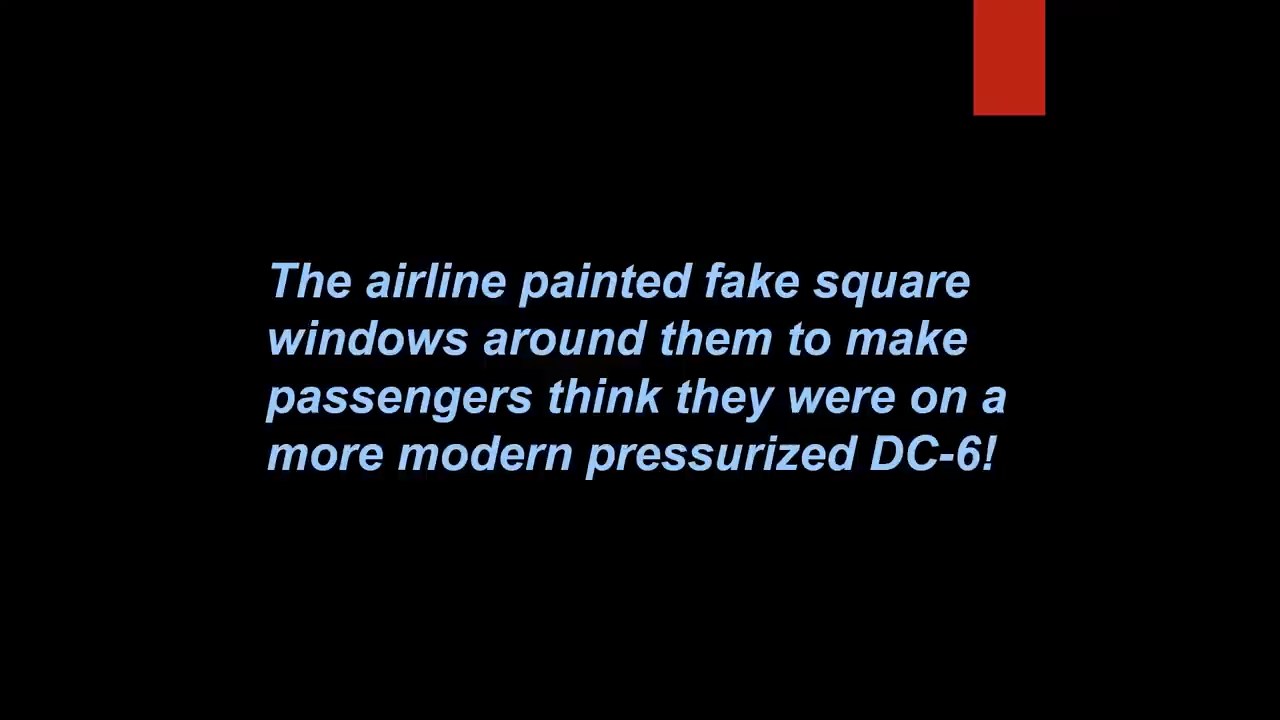 The airline painted fake square
windows around them to make
passengers think they were on a
more modern pressurized DC-6!